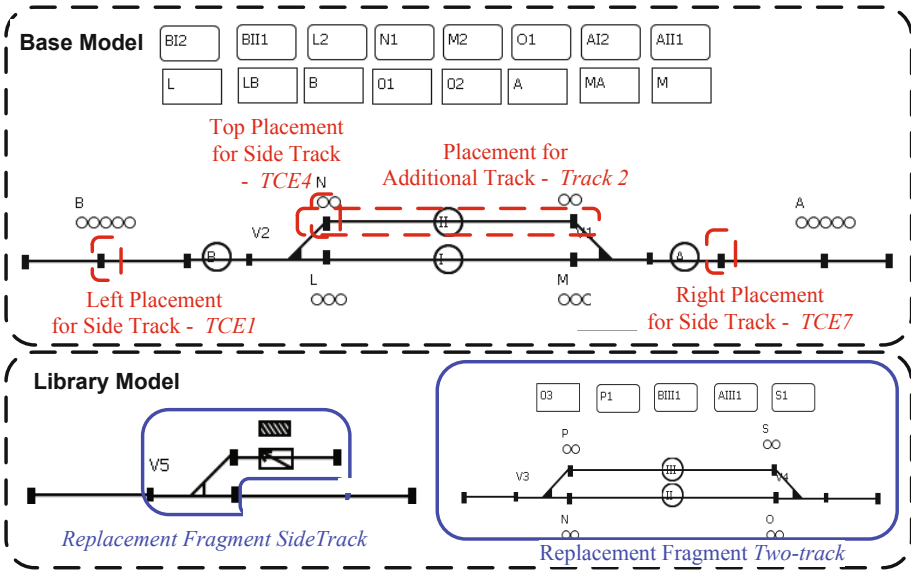 Base Model
BI2 BII1 L2 N1 M2 O1 AI2 AII1
L LB B 01 02 A MA M
Top Placement
for Side Track
- TCE4
Placement for
Additional Track - Track 2
N
B
A
V2
II
V1
B
I
A
L
M
Left Placement
for Side Track - TCE1
Right Placement
for Side Track - TCE7
Library Model
V5
Replacement Fragment SideTrack
03 P1 BIII1 AIII1 S1
P
S
V3
III
V4
II
N
O
Replacement Fragment Two-track